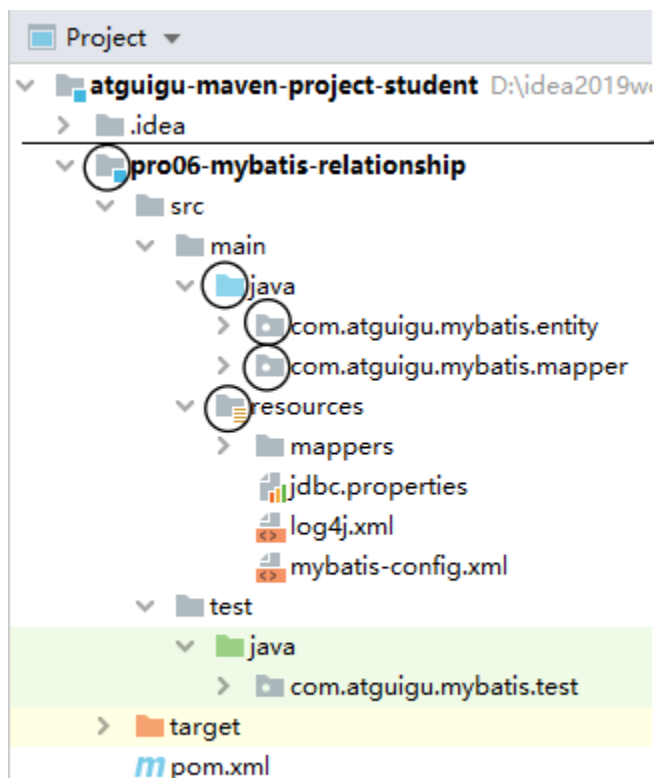 Project
atguigu-maven-project-student D:\idea2019w
.idea
pro06-mybatis-relationship
src
main
java
com.atguigu.mybatis.entity
com.atguigu.mybatis.mapper
resources
mappers
jdbc.properties
log4j.xml
mybatis-config.xml
test
java
com.atguigu.mybatis.test
target
m pom.xml